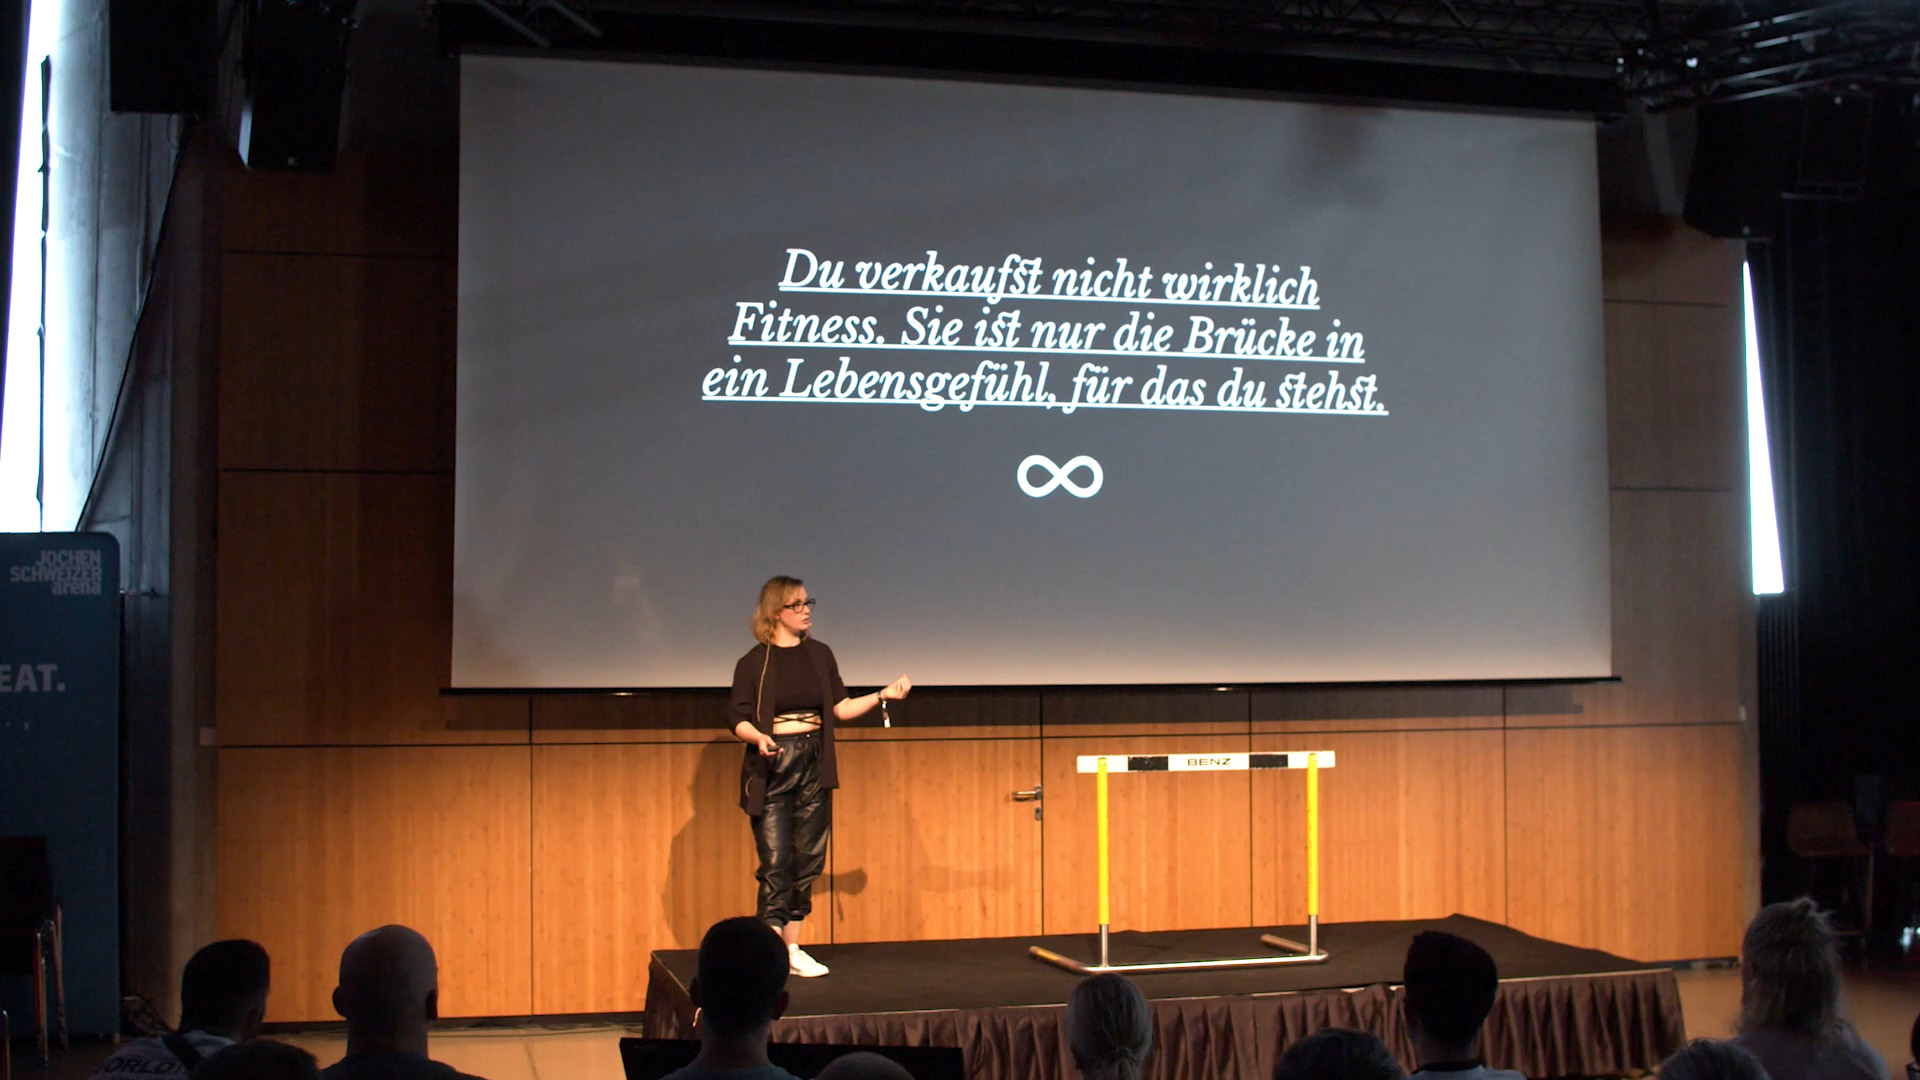 Du verkaufst nicht wirklich
Fitness. Sie ist nur die Brücke in
ein Lebensgefühl, für das du stehst.
JOCHEN
SCHWEIZER
arena
EAT.
BENZ